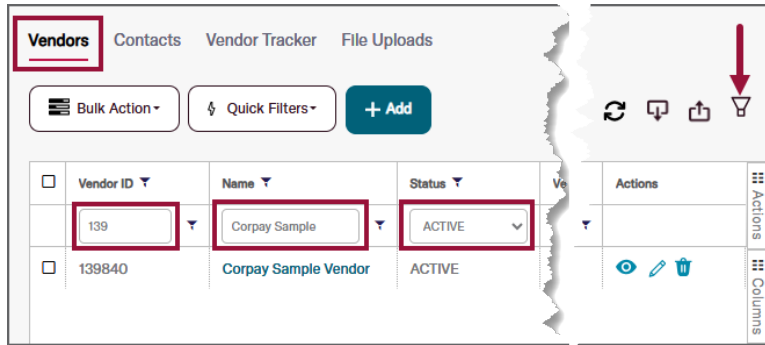 Vendors Contacts Vendor Tracker File Uploads
Bulk Action Quick Filters + Add
Vendor ID Name Status Ve Actions
139 Corpay Sample ACTIVE
139840 Corpay Sample Vendor ACTIVE
Actions
Columns